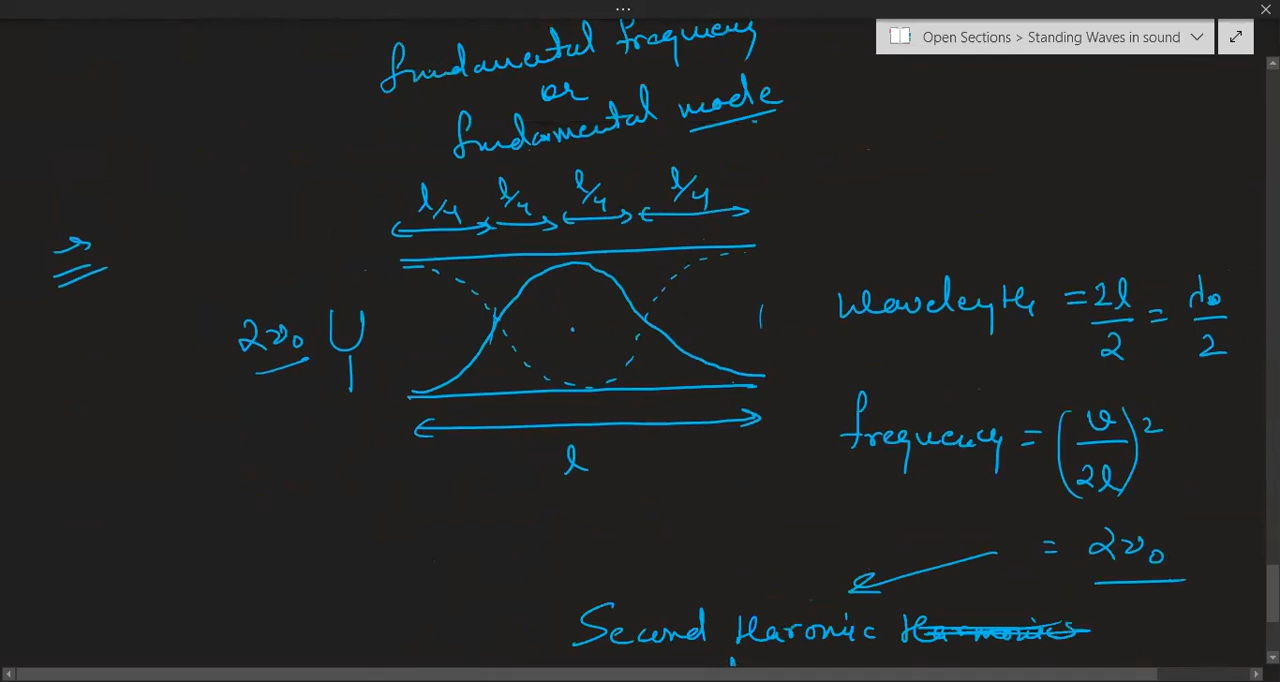 ...
Open Sections > Standing Waves in sound
fundamental frequency
or
fundamental mode
l/4 l/4 l/4 l/4
2ν₀
Wavelength = 2l/2 = λ₀/2
l
frequency = (v/2l)2
= 2ν₀
Second Haronic